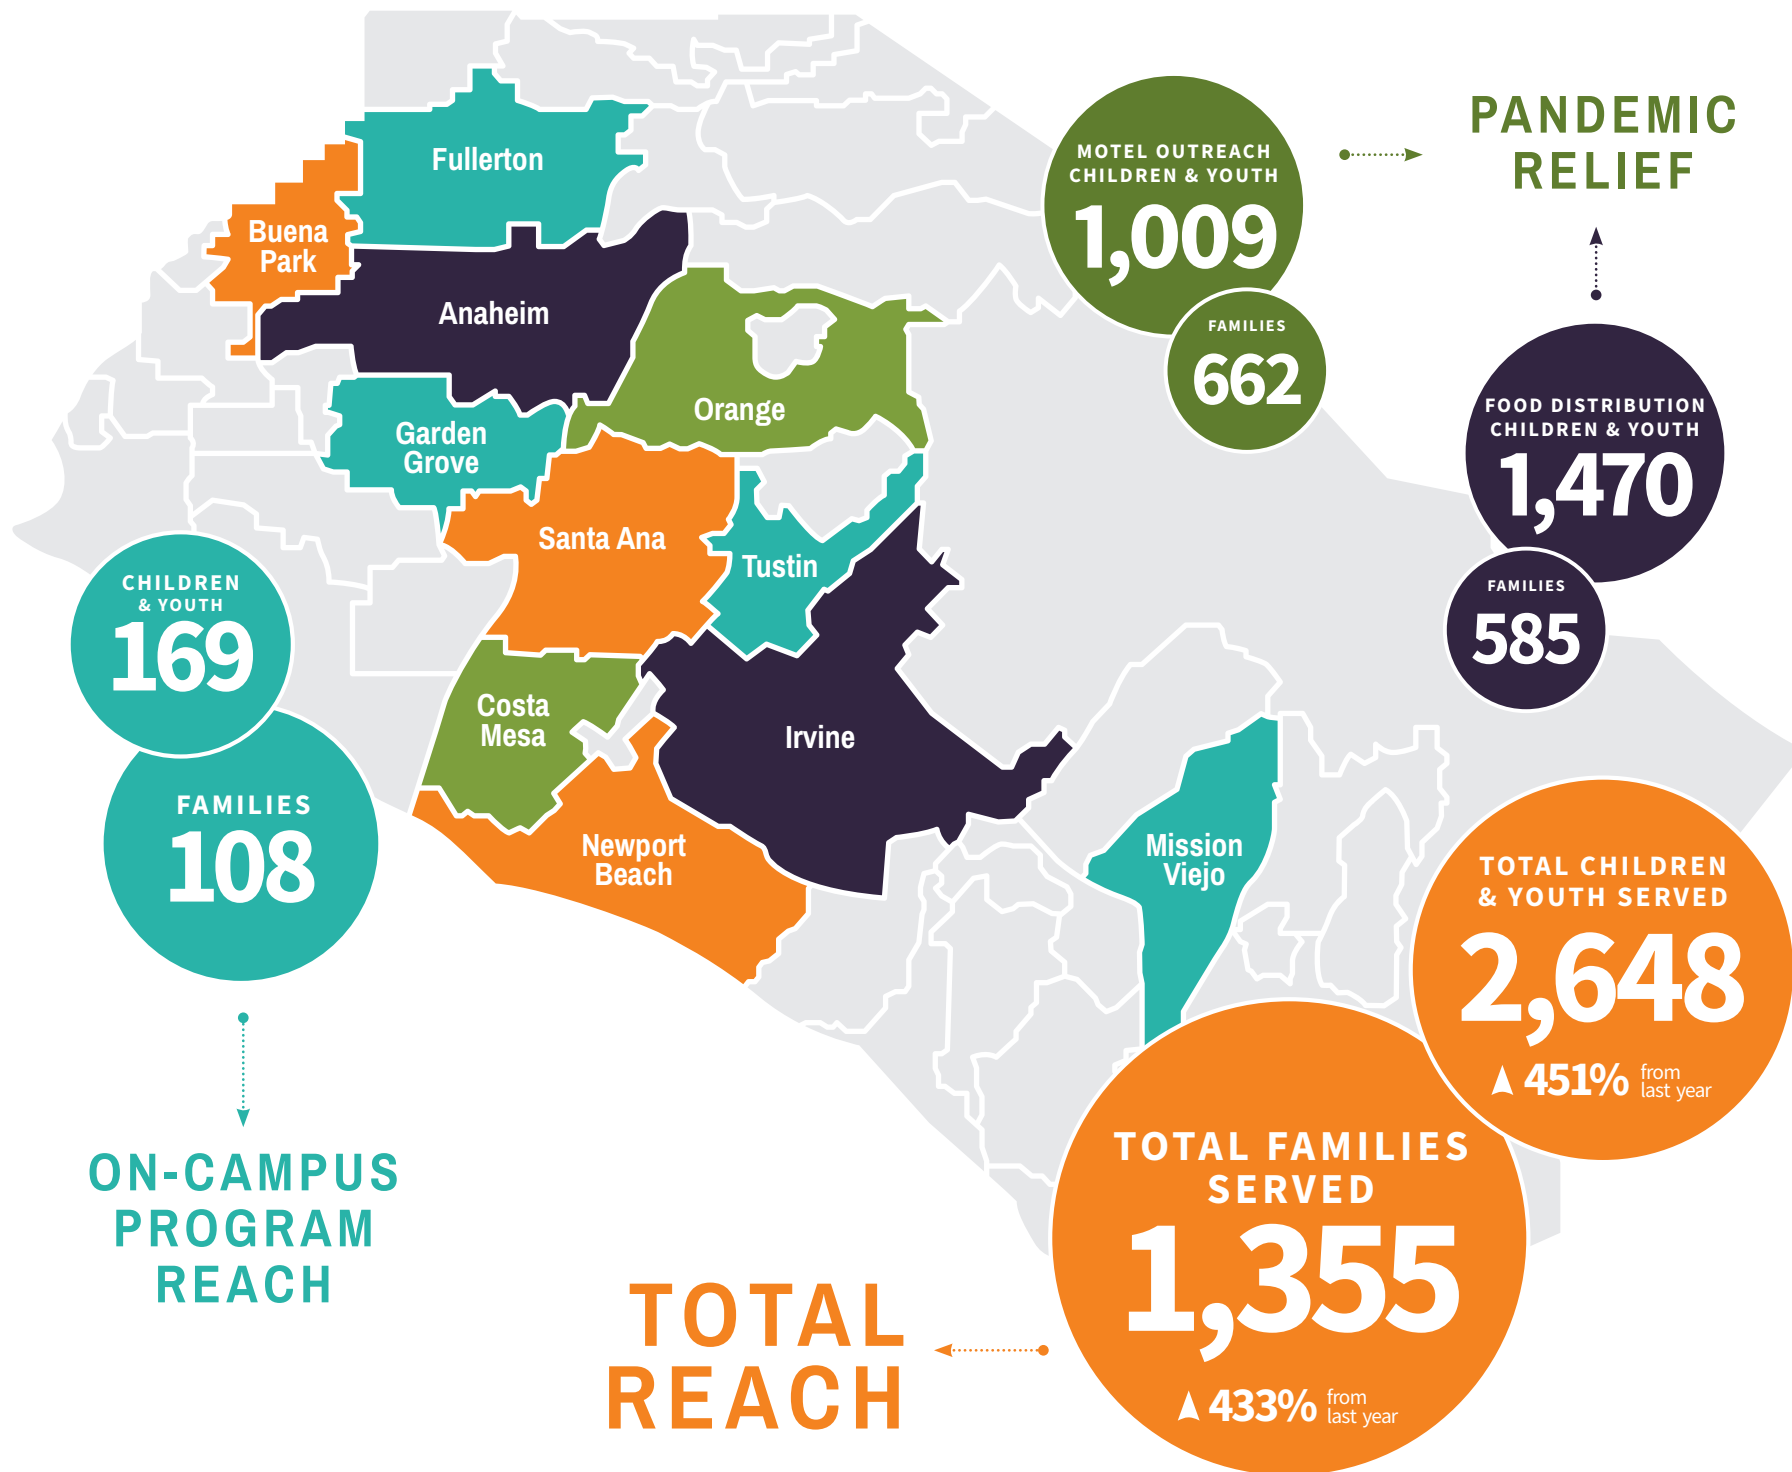 Fullerton
Buena
Park
Anaheim
Orange
Garden
Grove
Santa Ana
Tustin
Costa
Mesa
Irvine
Newport
Beach
Mission
Viejo
MOTEL OUTREACH
CHILDREN & YOUTH
1,009
FAMILIES
662
PANDEMIC
RELIEF
FOOD DISTRIBUTION
CHILDREN & YOUTH
1,470
FAMILIES
585
CHILDREN
& YOUTH
169
FAMILIES
108
ON-CAMPUS
PROGRAM
REACH
TOTAL CHILDREN
& YOUTH SERVED
2,648
451% from
last year
TOTAL FAMILIES
SERVED
1,355
433% from
last year
TOTAL
REACH